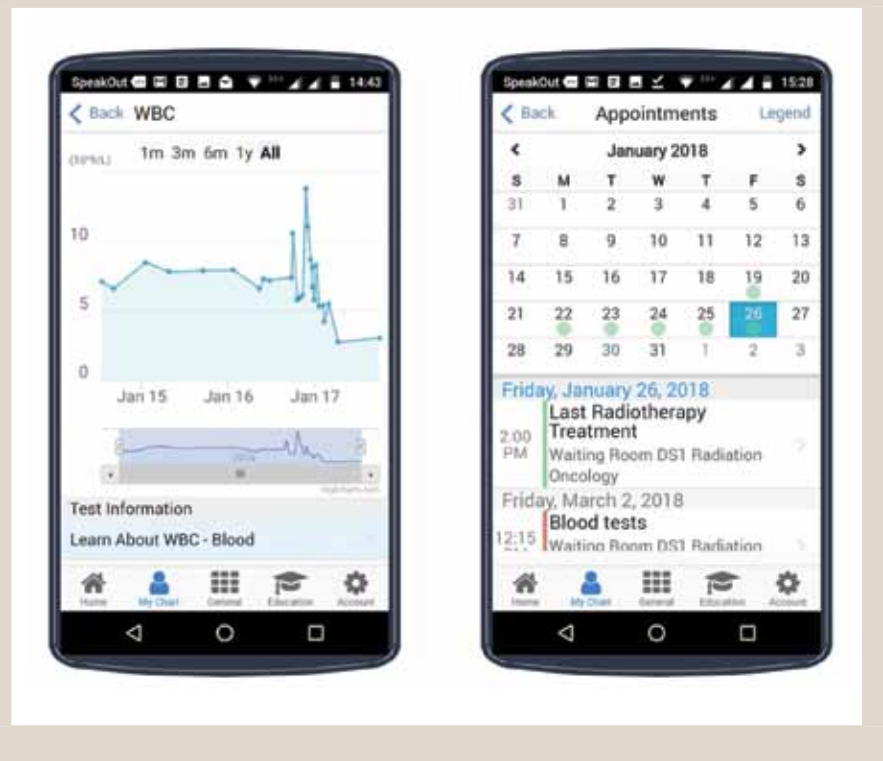 SpeakOut 14:43
Back WBC
1m 3m 6m 1y All
10
5
0
Jan 15 Jan 16 Jan 17
Test Information
Learn About WBC - Blood
Home My Chart General Education Account
SpeakOut 15:28
Back Appointments Legend
January 2018
S M T W T F S
31 1 2 3 4 5 6
7 8 9 10 11 12 13
14 15 16 17 18 19 20
21 22 23 24 25 26 27
28 29 30 31 1 2 3
Friday, January 26, 2018
2:00 PM
Last Radiotherapy
Treatment
Waiting Room DS1 Radiation
Oncology
Friday, March 2, 2018
12:15
Blood tests
Waiting Room DS1 Radiation
Home My Chart General Education Account